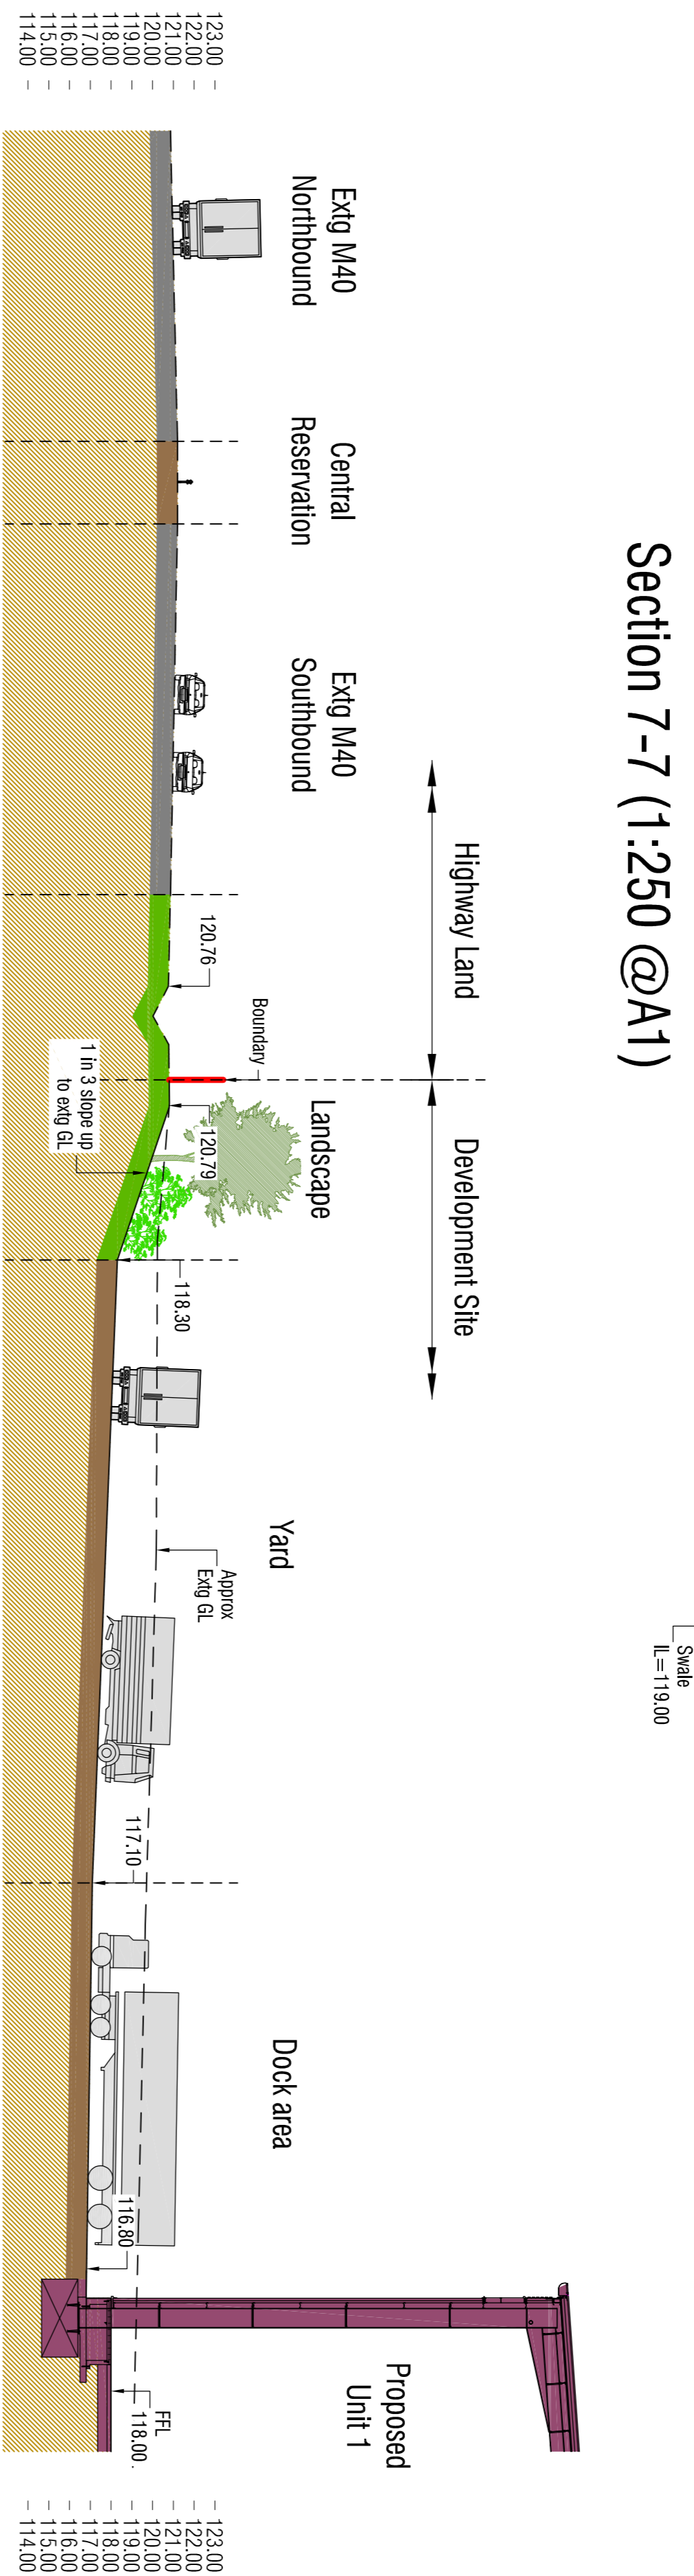 Section 7-7 (1:250 @A1)
Swale
IL=119.00
Highway Land
Development Site
Extg M40
Northbound
Central
Reservation
Extg M40
Southbound
Boundary
Landscape
Yard
Dock area
Proposed
Unit 1
120.76
120.79
118.30
Approx
Extg GL
1 in 3 slope up
to extg GL
117.10
116.80
FFL
118.00
123.00
122.00
121.00
120.00
119.00
118.00
117.00
116.00
115.00
114.00
123.00
122.00
121.00
120.00
119.00
118.00
117.00
116.00
115.00
114.00